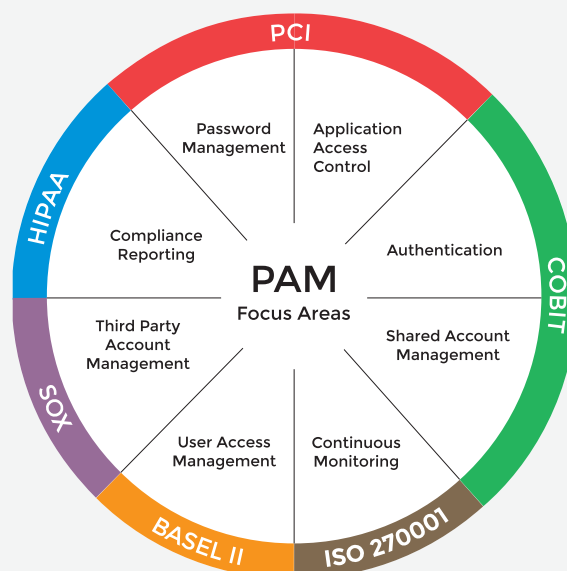 PCI
Password
Management
Application
Access
Control
HIPAA
Compliance
Reporting
Authentication
COBIT
PAM
Focus Areas
Third Party
Account
Management
Shared Account
Management
SOX
User Access
Management
Continuous
Monitoring
BASEL II
ISO 270001